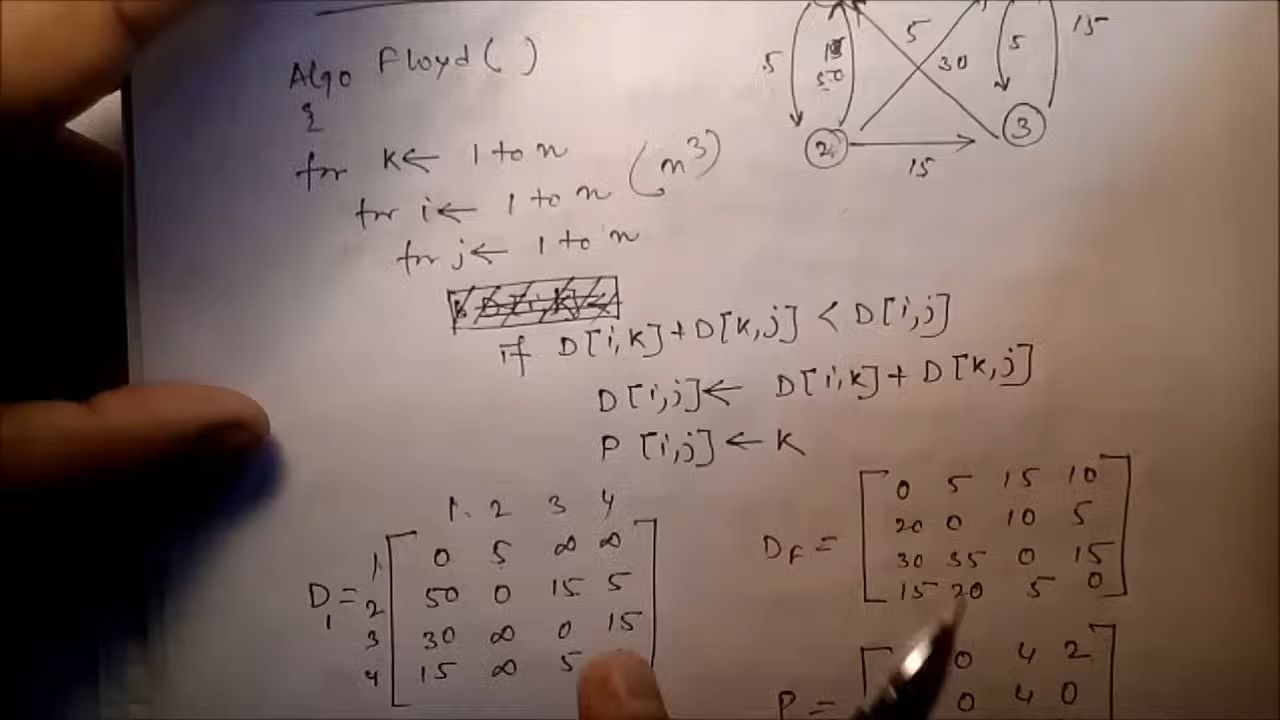 Algo Floyd( )
{
for K← 1 to n
for i← 1 to n (n³)
for j← 1 to n
if D[i,K]+D[K,j] < D[i,j]
D[i,j]← D[i,K]+ D[K,j]
P [i,j] ← K
5 50 5 30 5 15
2 15 3
1. 2 3 4
D₁ =
1 0 5 ∞ ∞
2 50 0 15 5
3 30 ∞ 0 15
4 15 ∞ 5
D_F =
0 5 15 10
20 0 10 5
30 35 0 15
15 20 5 0
P =
0 4 2
0 4 0